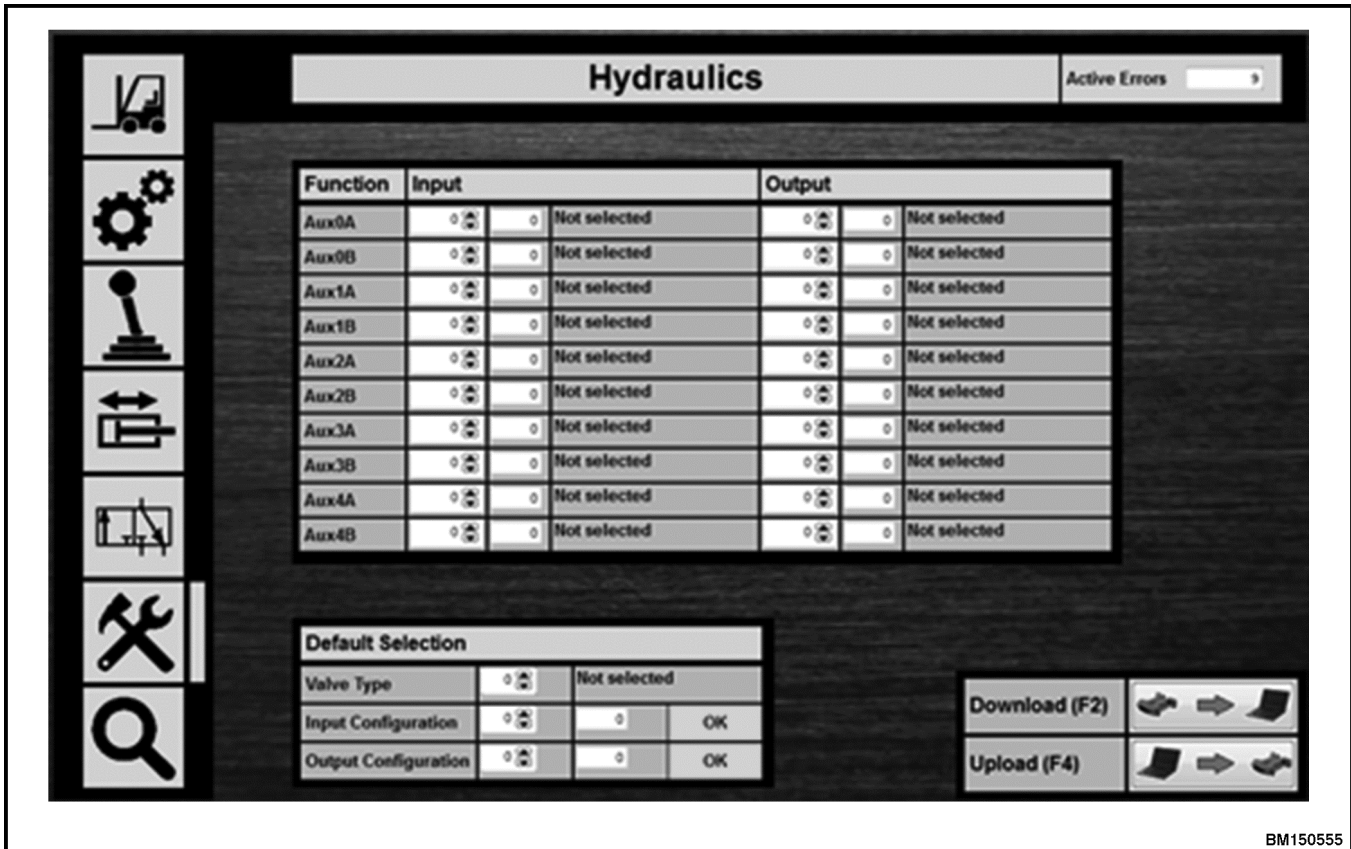 Hydraulics
Active Errors 9
Function Input Output
Aux0A 0 0 Not selected 0 0 Not selected
Aux0B 0 0 Not selected 0 0 Not selected
Aux1A 0 0 Not selected 0 0 Not selected
Aux1B 0 0 Not selected 0 0 Not selected
Aux2A 0 0 Not selected 0 0 Not selected
Aux2B 0 0 Not selected 0 0 Not selected
Aux3A 0 0 Not selected 0 0 Not selected
Aux3B 0 0 Not selected 0 0 Not selected
Aux4A 0 0 Not selected 0 0 Not selected
Aux4B 0 0 Not selected 0 0 Not selected
Default Selection
Valve Type 0 Not selected
Input Configuration 0 0 OK
Output Configuration 0 0 OK
Download (F2)
Upload (F4)
BM150555